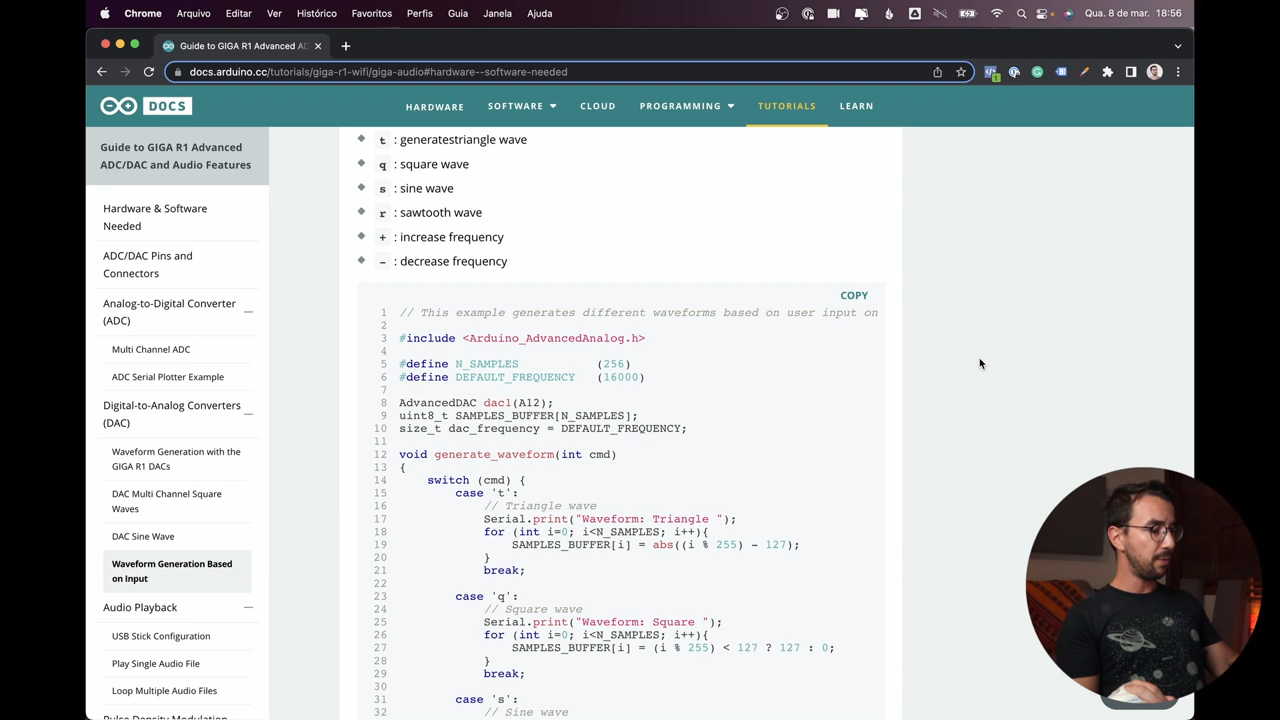 Chrome Arquivo Editar Ver Histórico Favoritos Perfis Guia Janela Ajuda Qua. 8 de mar. 18:56
Guide to GIGA R1 Advanced AD
docs.arduino.cc/tutorials/giga-r1-wifi/giga-audio#hardware--software-needed
1
DOCS HARDWARE SOFTWARE CLOUD PROGRAMMING TUTORIALS LEARN
Guide to GIGA R1 Advanced
ADC/DAC and Audio Features
Hardware & Software
Needed
ADC/DAC Pins and
Connectors
Analog-to-Digital Converter
(ADC)
Multi Channel ADC
ADC Serial Plotter Example
Digital-to-Analog Converters
(DAC)
Waveform Generation with the
GIGA R1 DACs
DAC Multi Channel Square
Waves
DAC Sine Wave
Waveform Generation Based
on Input
Audio Playback
USB Stick Configuration
Play Single Audio File
Loop Multiple Audio Files
Pulse Density Modulation
t : generatestriangle wave
q : square wave
s : sine wave
r : sawtooth wave
+ : increase frequency
- : decrease frequency
COPY
1 // This example generates different waveforms based on user input on
2
3 #include <Arduino_AdvancedAnalog.h>
4
5 #define N_SAMPLES (256)
6 #define DEFAULT_FREQUENCY (16000)
7
8 AdvancedDAC dac1(A12);
9 uint8_t SAMPLES_BUFFER[N_SAMPLES];
10 size_t dac_frequency = DEFAULT_FREQUENCY;
11
12 void generate_waveform(int cmd)
13 {
14 switch (cmd) {
15 case 't':
16 // Triangle wave
17 Serial.print("Waveform: Triangle ");
18 for (int i=0; i<N_SAMPLES; i++){
19 SAMPLES_BUFFER[i] = abs((i % 255) - 127);
20 }
21 break;
22
23 case 'q':
24 // Square wave
25 Serial.print("Waveform: Square ");
26 for (int i=0; i<N_SAMPLES; i++){
27 SAMPLES_BUFFER[i] = (i % 255) < 127 ? 127 : 0;
28 }
29 break;
30
31 case 's':
32 // Sine wave